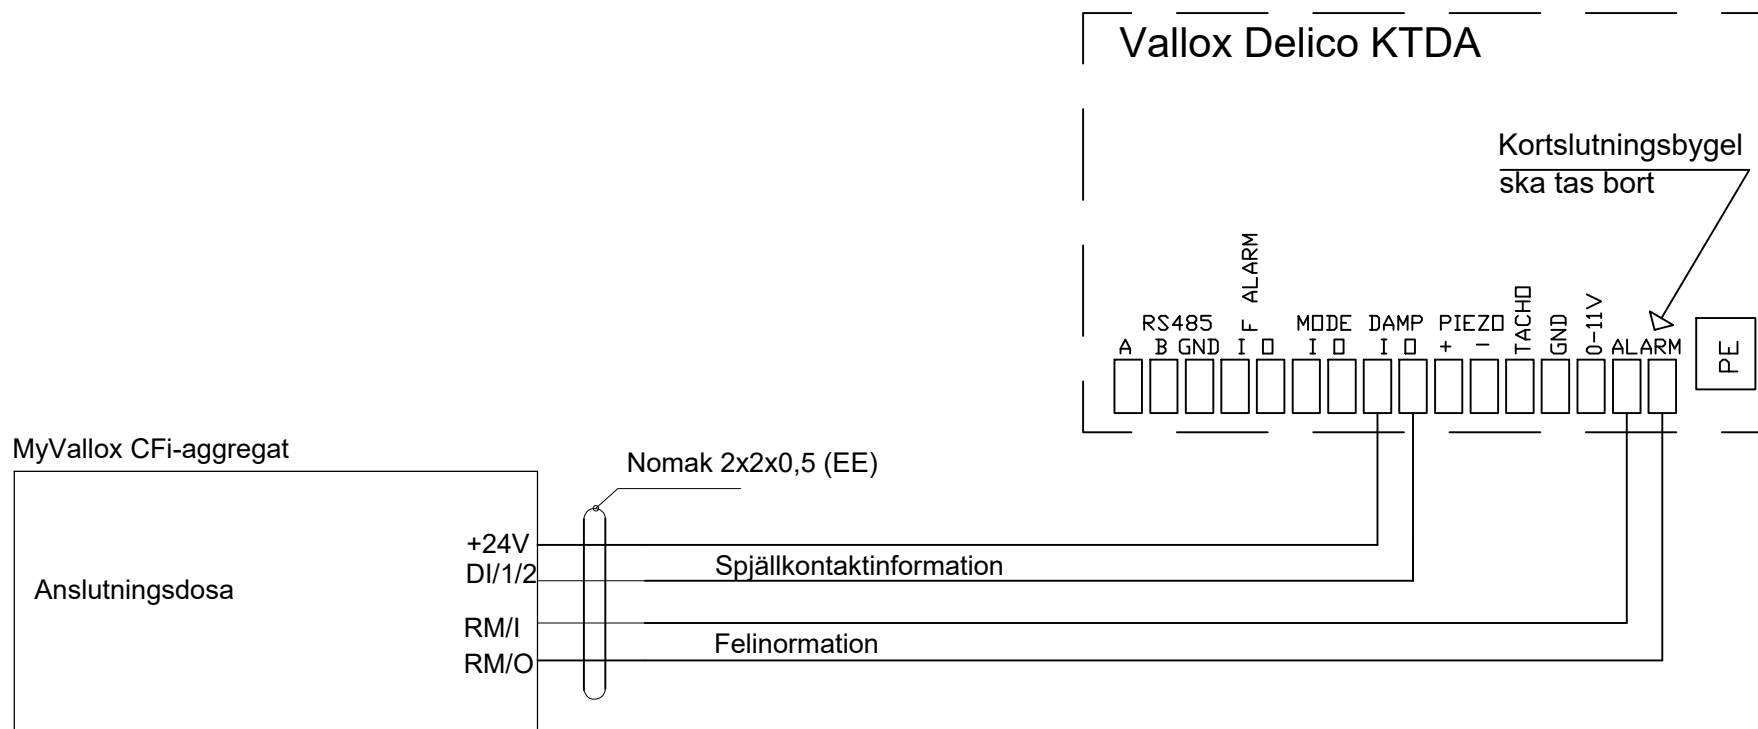 Vallox Delico KTDA
Kortslutningsbygel
ska tas bort
F ALARM
TACHO
GND
0-11V
RS485
MODE
DAMP
PIEZO
A
B
GND
I
O
I
O
I
O
+
-
ALARM
PE
MyVallox CFi-aggregat
Nomak 2x2x0,5 (EE)
+24V
Spjällkontaktinformation
DI/1/2
Anslutningsdosa
RM/I
Felinormation
RM/O